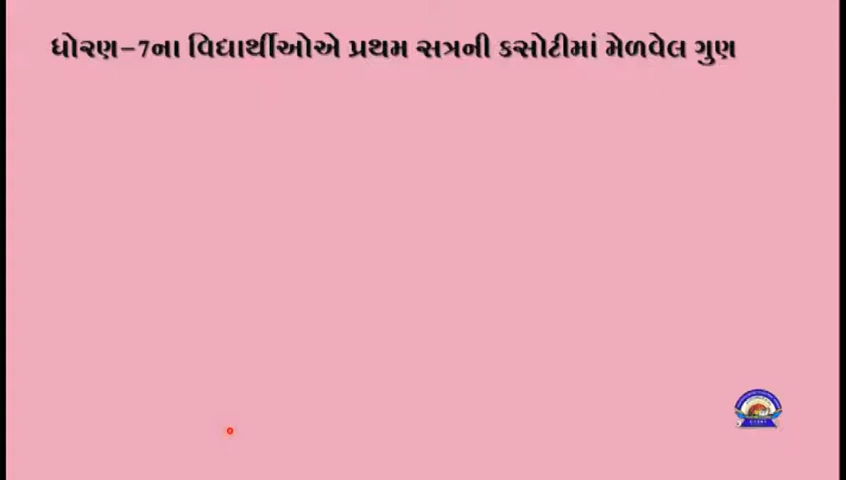 ધોરણ–7ના વિદ્યાર્થીઓએ પ્રથમ સત્રની કસોટીમાં મેળવેલ ગુણ